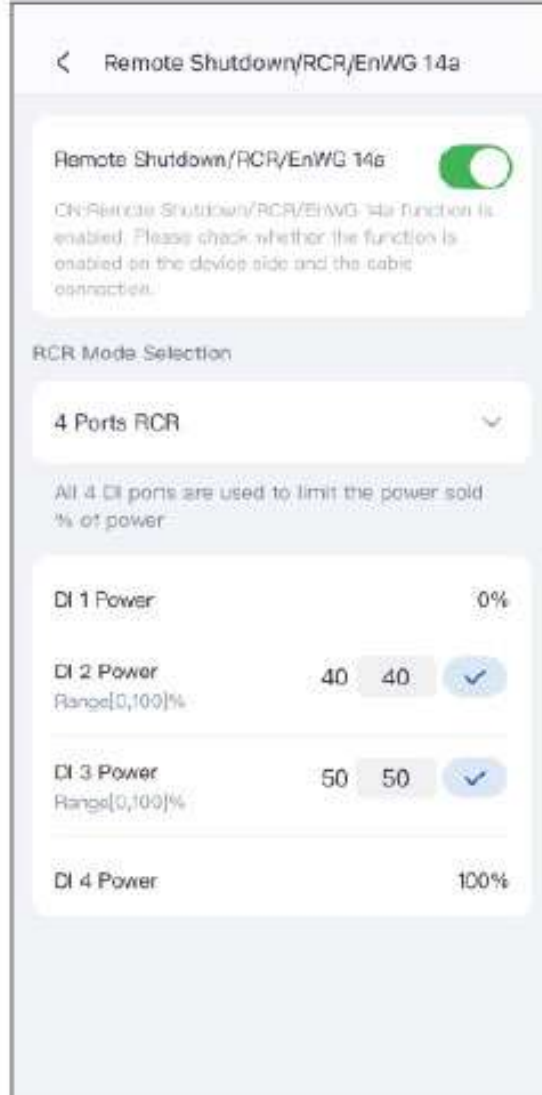 Remote Shutdown/RCR/EnWG 14a
Remote Shutdown/RCR/EnWG 14a
ON:Remote Shutdown/RCR/EnWG 14a function is
enabled. Please check whether the function is
enabled on the device side and the cable
connection.
RCR Mode Selection
4 Ports RCR
All 4 DI ports are used to limit the power sold
% of power
DI 1 Power 0%
DI 2 Power 40 40
Range[0,100]%
DI 3 Power 50 50
Range[0,100]%
DI 4 Power 100%